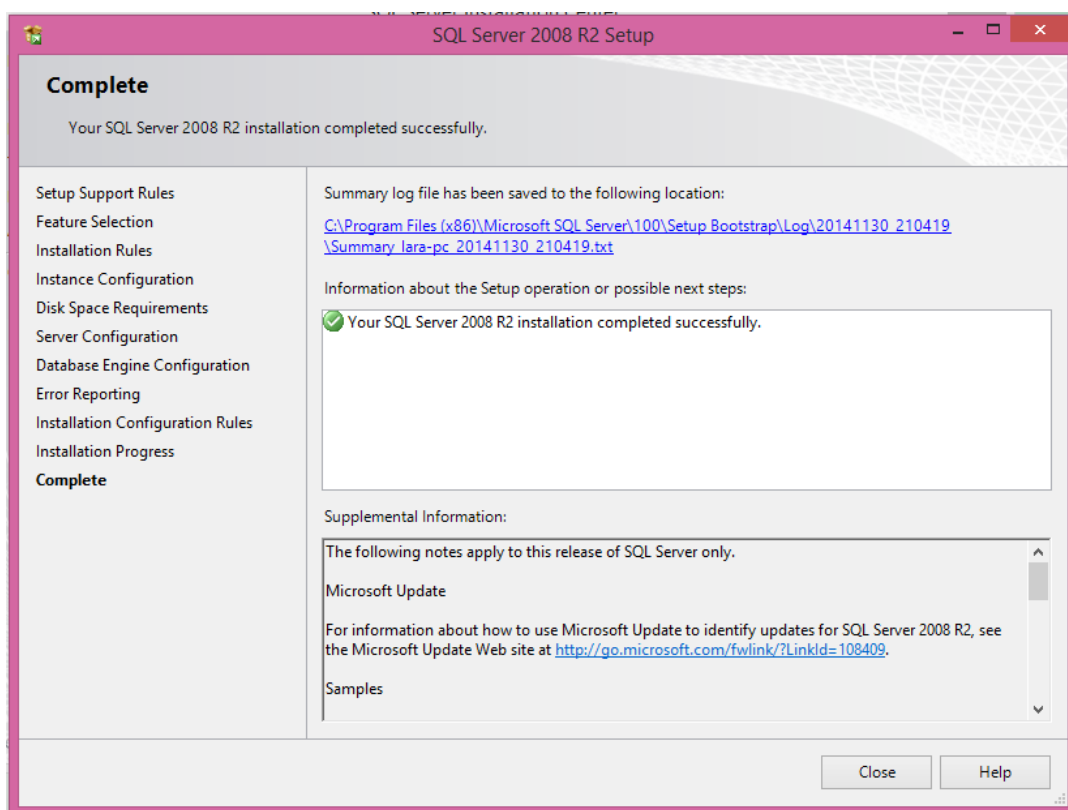 SQL Server Installation Center
SQL Server 2008 R2 Setup
Complete
Your SQL Server 2008 R2 installation completed successfully.
Setup Support Rules
Feature Selection
Installation Rules
Instance Configuration
Disk Space Requirements
Server Configuration
Database Engine Configuration
Error Reporting
Installation Configuration Rules
Installation Progress
Complete
Summary log file has been saved to the following location:
C:\Program Files (x86)\Microsoft SQL Server\100\Setup Bootstrap\Log\20141130_210419
\Summary_lara-pc_20141130_210419.txt
Information about the Setup operation or possible next steps:
Your SQL Server 2008 R2 installation completed successfully.
Supplemental Information:
The following notes apply to this release of SQL Server only.
Microsoft Update
For information about how to use Microsoft Update to identify updates for SQL Server 2008 R2, see
the Microsoft Update Web site at http://go.microsoft.com/fwlink/?LinkId=108409.
Samples
Close
Help